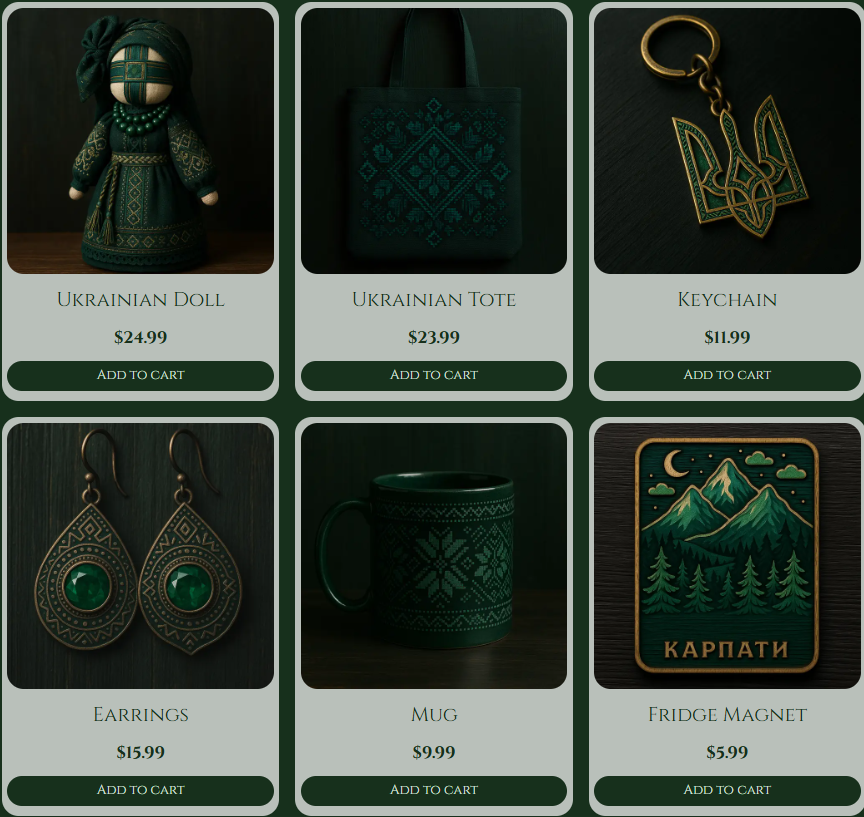 Ukrainian Doll
$24.99
Add to cart
Ukrainian Tote
$23.99
Add to cart
Keychain
$11.99
Add to cart
Earrings
$15.99
Add to cart
Mug
$9.99
Add to cart
КАРПАТИ
Fridge Magnet
$5.99
Add to cart